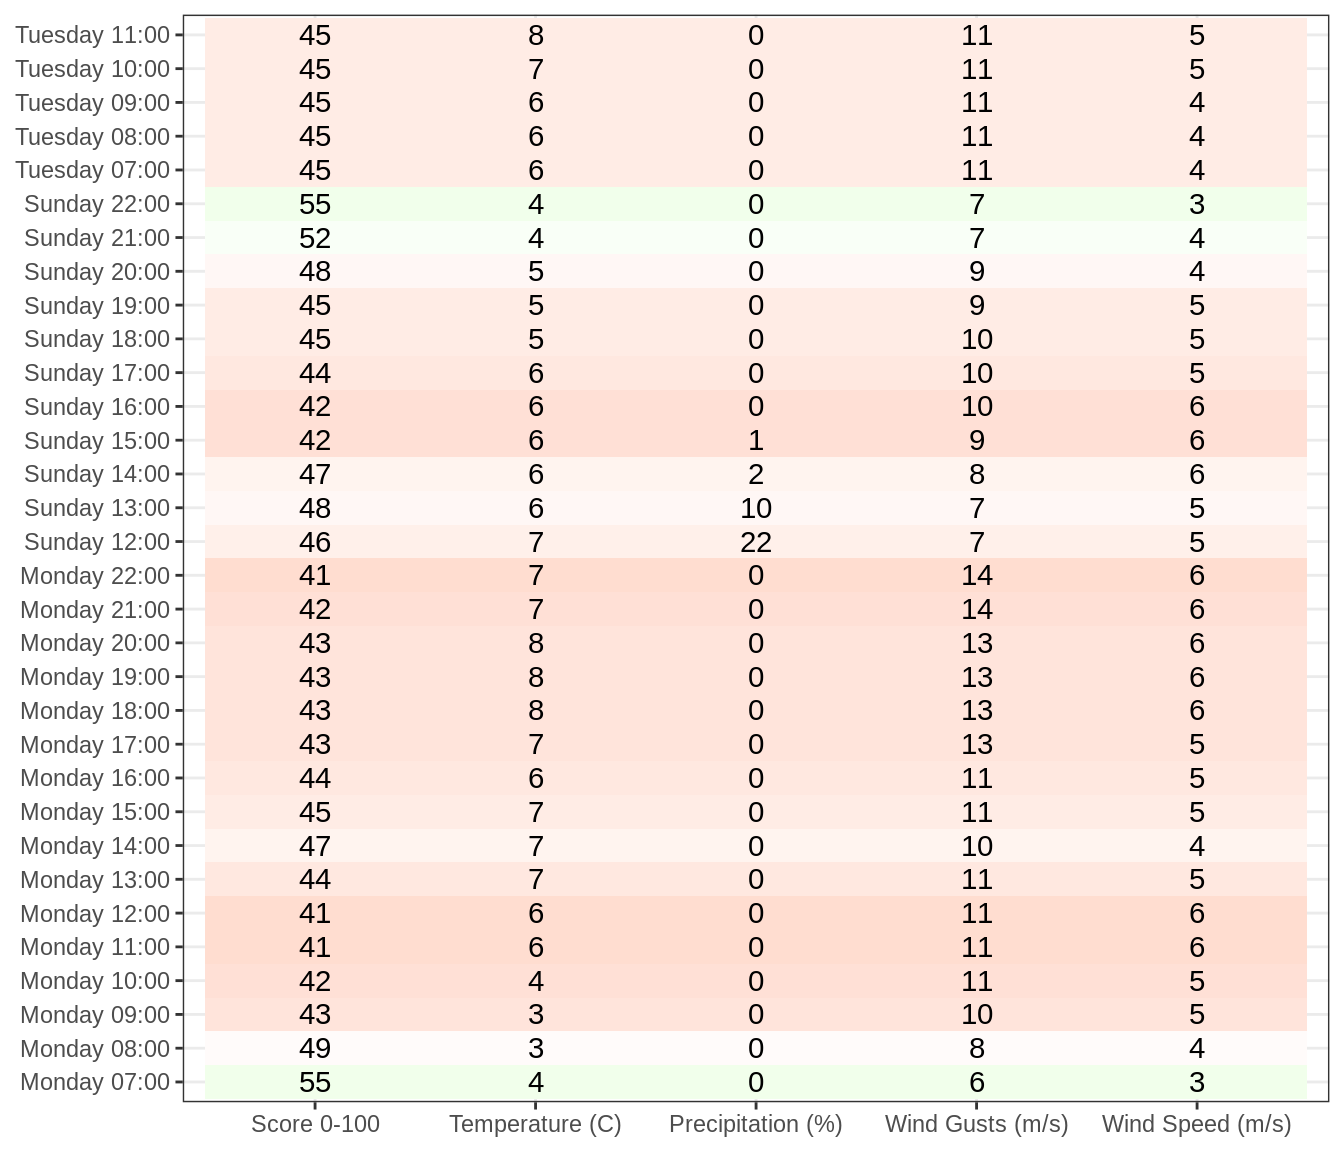 Tuesday 11:00 45 8 0 11 5
Tuesday 10:00 45 7 0 11 5
Tuesday 09:00 45 6 0 11 4
Tuesday 08:00 45 6 0 11 4
Tuesday 07:00 45 6 0 11 4
Sunday 22:00 55 4 0 7 3
Sunday 21:00 52 4 0 7 4
Sunday 20:00 48 5 0 9 4
Sunday 19:00 45 5 0 9 5
Sunday 18:00 45 5 0 10 5
Sunday 17:00 44 6 0 10 5
Sunday 16:00 42 6 0 10 6
Sunday 15:00 42 6 1 9 6
Sunday 14:00 47 6 2 8 6
Sunday 13:00 48 6 10 7 5
Sunday 12:00 46 7 22 7 5
Monday 22:00 41 7 0 14 6
Monday 21:00 42 7 0 14 6
Monday 20:00 43 8 0 13 6
Monday 19:00 43 8 0 13 6
Monday 18:00 43 8 0 13 6
Monday 17:00 43 7 0 13 5
Monday 16:00 44 6 0 11 5
Monday 15:00 45 7 0 11 5
Monday 14:00 47 7 0 10 4
Monday 13:00 44 7 0 11 5
Monday 12:00 41 6 0 11 6
Monday 11:00 41 6 0 11 6
Monday 10:00 42 4 0 11 5
Monday 09:00 43 3 0 10 5
Monday 08:00 49 3 0 8 4
Monday 07:00 55 4 0 6 3
Score 0-100 Temperature (C) Precipitation (%) Wind Gusts (m/s) Wind Speed (m/s)